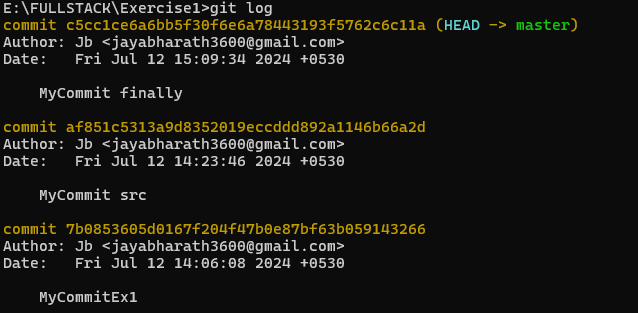 E:\FULLSTACK\Exercise1>git log
commit c5cc1ce6a6bb5f30f6e6a78443193f5762c6c11a (HEAD -> master)
Author: Jb <jayabharath3600@gmail.com>
Date:   Fri Jul 12 15:09:34 2024 +0530
    MyCommit finally
commit af851c5313a9d8352019eccddd892a1146b66a2d
Author: Jb <jayabharath3600@gmail.com>
Date:   Fri Jul 12 14:23:46 2024 +0530
    MyCommit src
commit 7b0853605d0167f204f47b0e87bf63b059143266
Author: Jb <jayabharath3600@gmail.com>
Date:   Fri Jul 12 14:06:08 2024 +0530
    MyCommitEx1